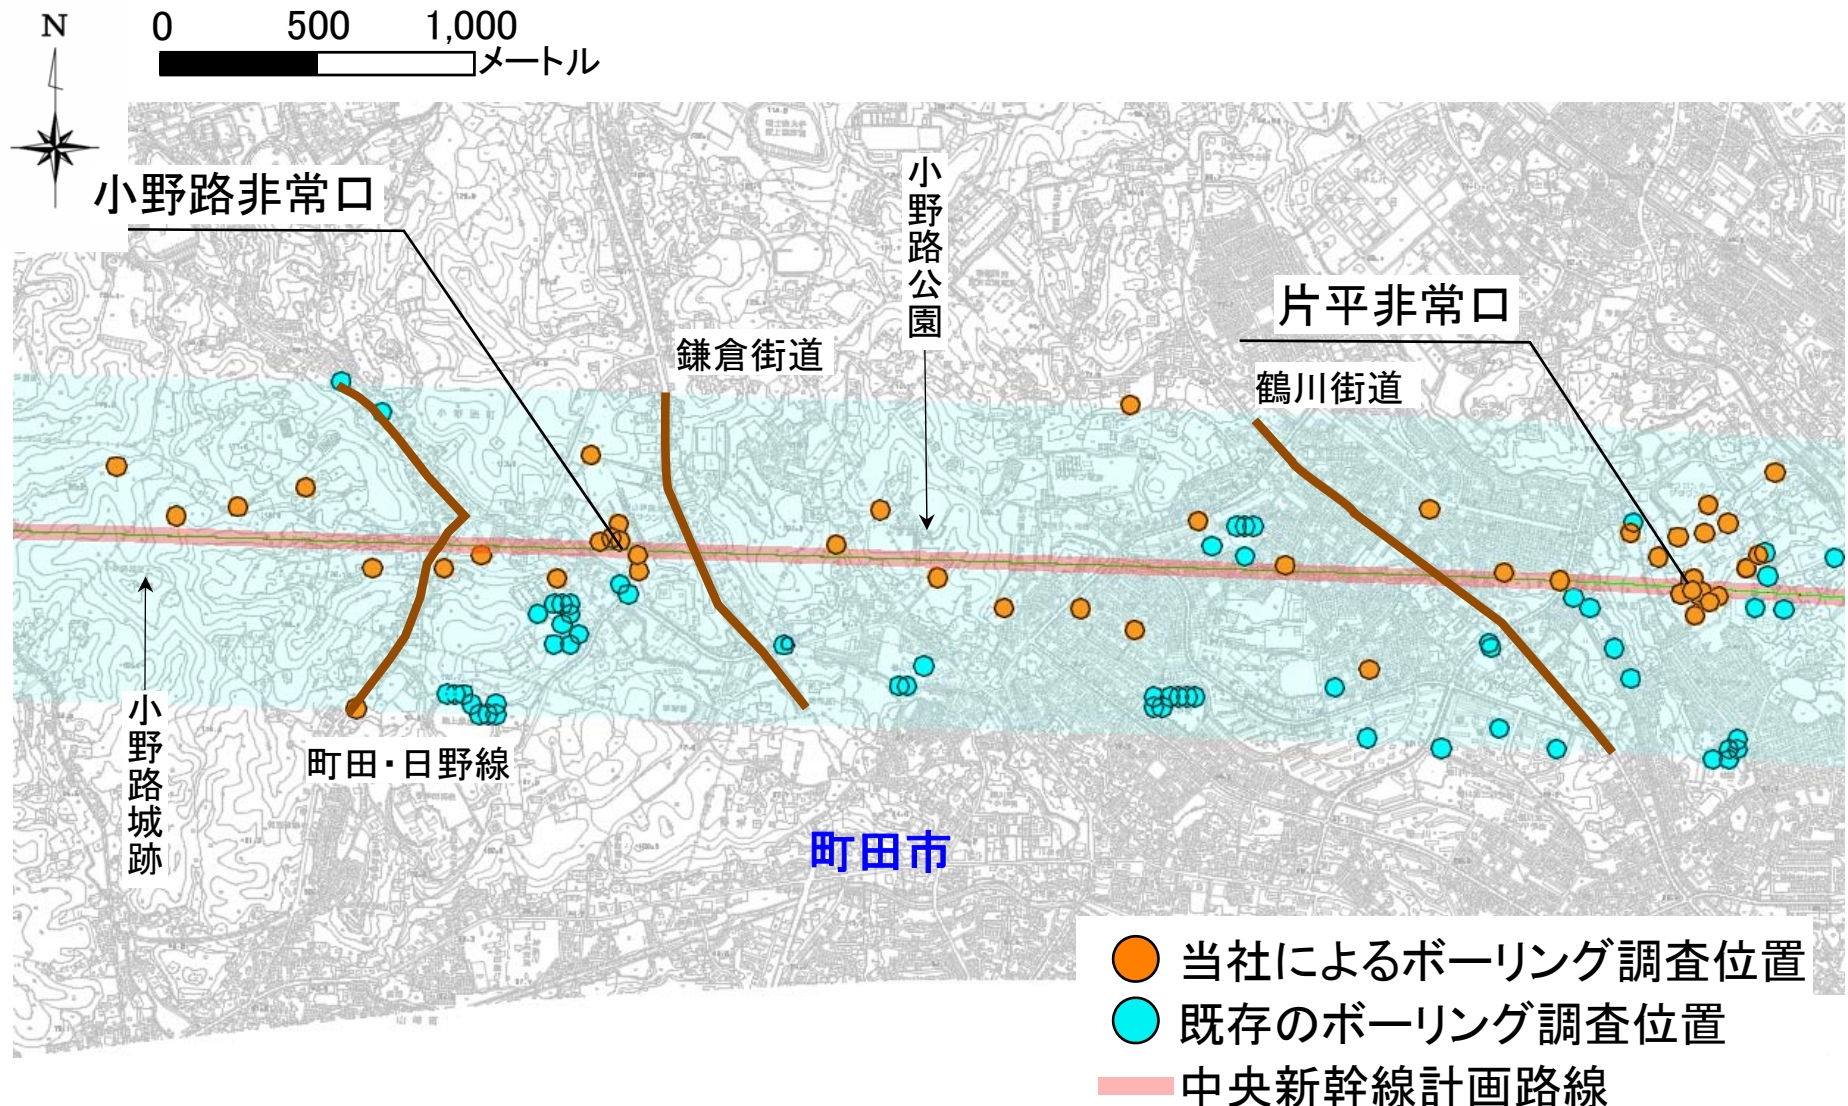 N
0 500 1,000
メートル
小野路非常口
小野路公園
片平非常口
鎌倉街道
鶴川街道
小野路城跡
町田・日野線
町田市
当社によるボーリング調査位置
既存のボーリング調査位置
中央新幹線計画路線